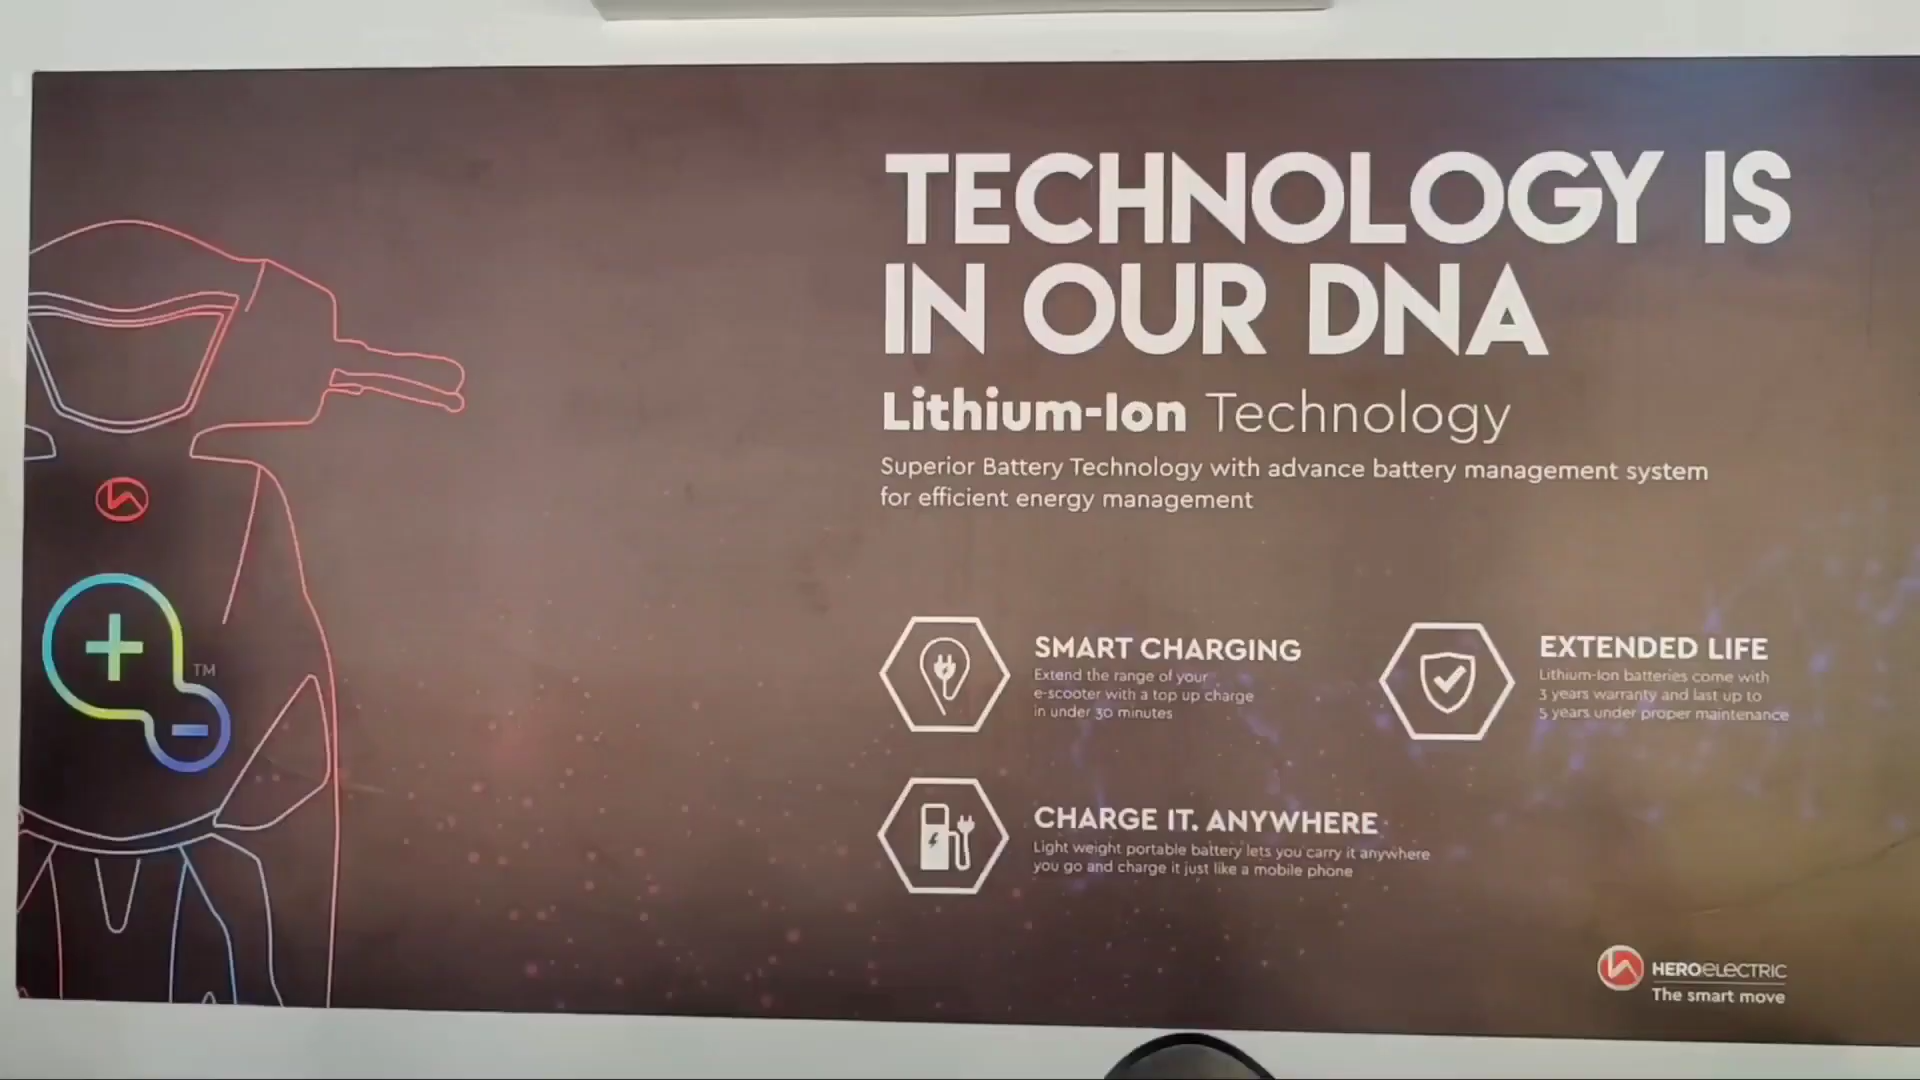 TECHNOLOGY IS
IN OUR DNA
Lithium-Ion Technology
Superior Battery Technology with advance battery management system
for efficient energy management
SMART CHARGING
Extend the range of your
e-scooter with a top up charge
in under 30 minutes
EXTENDED LIFE
Lithium-Ion batteries come with
3 years warranty and last up to
5 years under proper maintenance
CHARGE IT. ANYWHERE
Light weight portable battery lets you carry it anywhere
you go and charge it just like a mobile phone
TM
HEROELECTRIC
The smart move